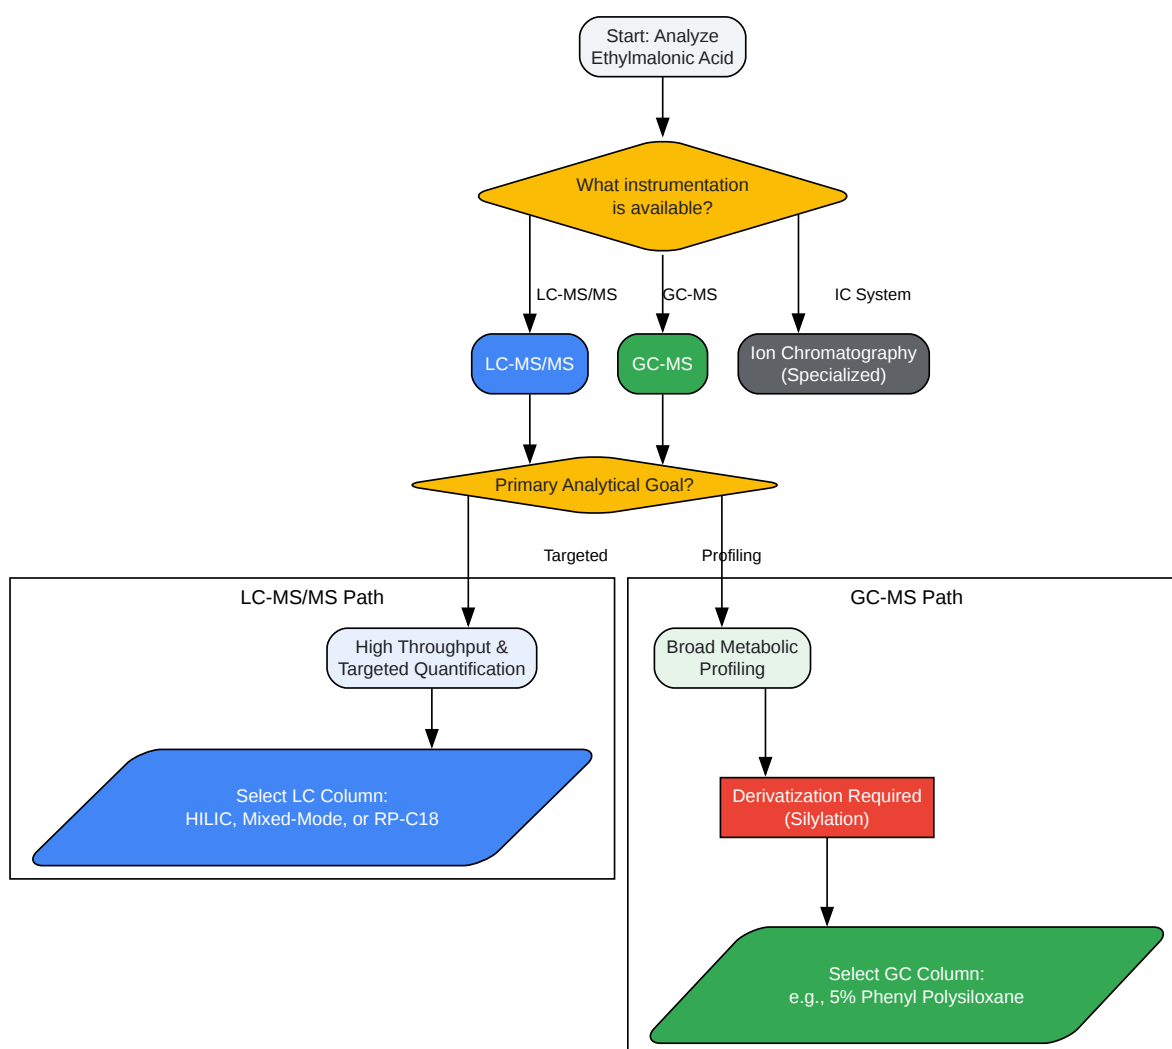 Start: Analyze
Ethylmalonic Acid
What instrumentation
is available?
LC-MS/MS
GC-MS
IC System
LC-MS/MS
GC-MS
Ion Chromatography
(Specialized)
Primary Analytical Goal?
Targeted
Profiling
LC-MS/MS Path
GC-MS Path
High Throughput &
Targeted Quantification
Broad Metabolic
Profiling
Select LC Column:
HILIC, Mixed-Mode, or RP-C18
Derivatization Required
(Silylation)
Select GC Column:
e.g., 5% Phenyl Polysiloxane